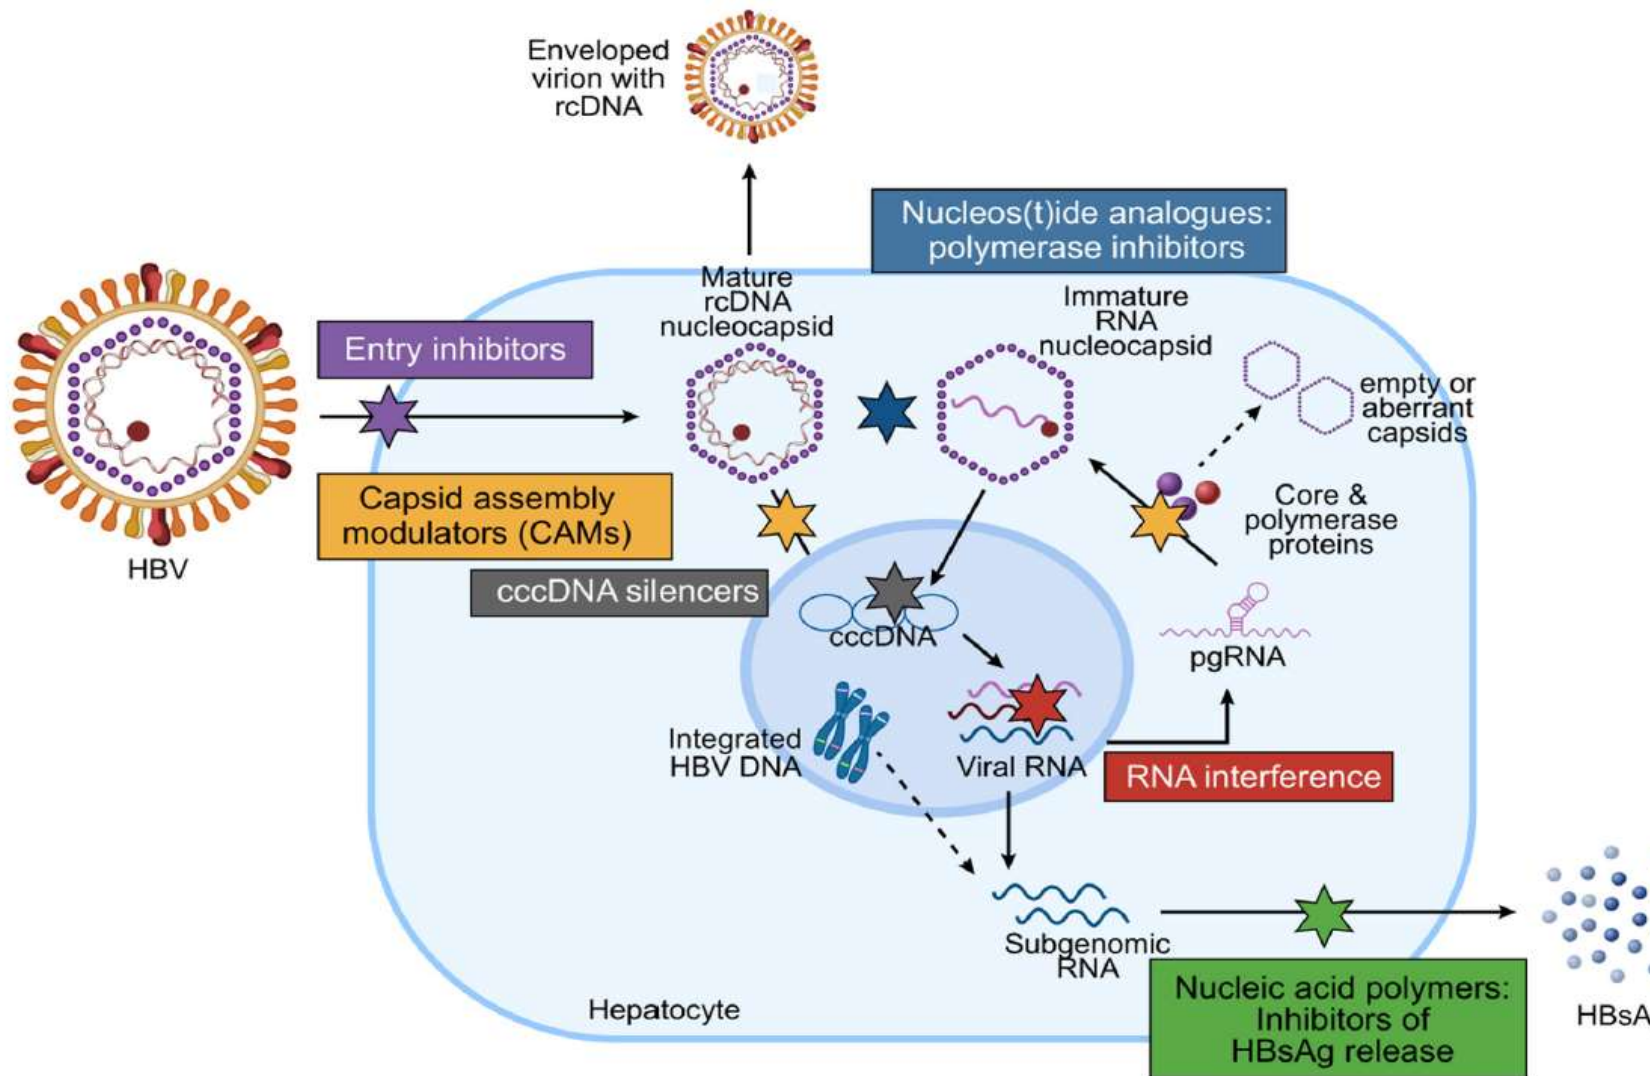 Enveloped
virion with
rcDNA
Nucleos(t)ide analogues:
polymerase inhibitors
Mature
rcDNA
nucleocapsid
Immature
RNA
nucleocapsid
Entry inhibitors
empty or
aberrant
capsids
Capsid assembly
modulators (CAMs)
Core &
polymerase
proteins
HBV
cccDNA silencers
cccDNA
pgRNA
Integrated
HBV DNA
Viral RNA
RNA interference
Subgenomic
RNA
Nucleic acid polymers:
Inhibitors of
HBsAg release
Hepatocyte
HBsA